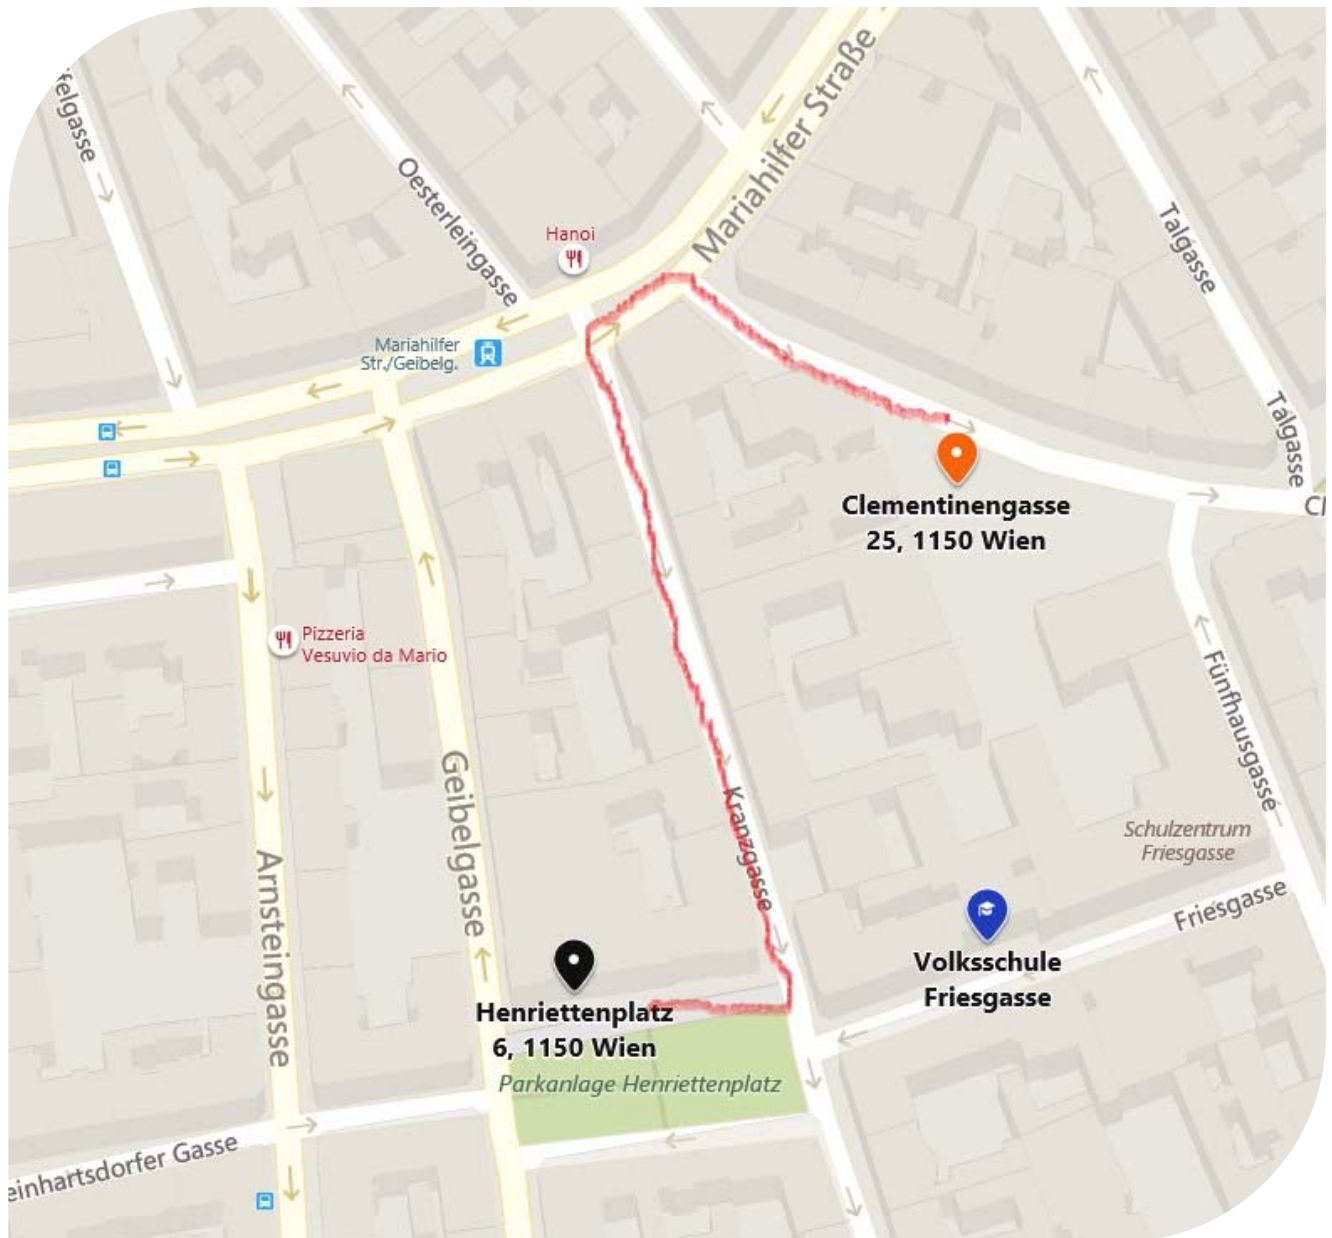 felgasse
Mariahilfer Straße
Oesterleingasse
Talgasse
Hanoi
Mariahilfer
Str./Geibelg.
Talgasse
Clementinengasse
25, 1150 Wien
Cl
Pizzeria
Vesuvio da Mario
Fünfhausgasse
Geibelgasse
Kranzgasse
Schulzentrum
Friesgasse
Arnsteingasse
Friesgasse
Volksschule
Friesgasse
Henriettenplatz
6, 1150 Wien
Parkanlage Henriettenplatz
einhartsdorfer Gasse